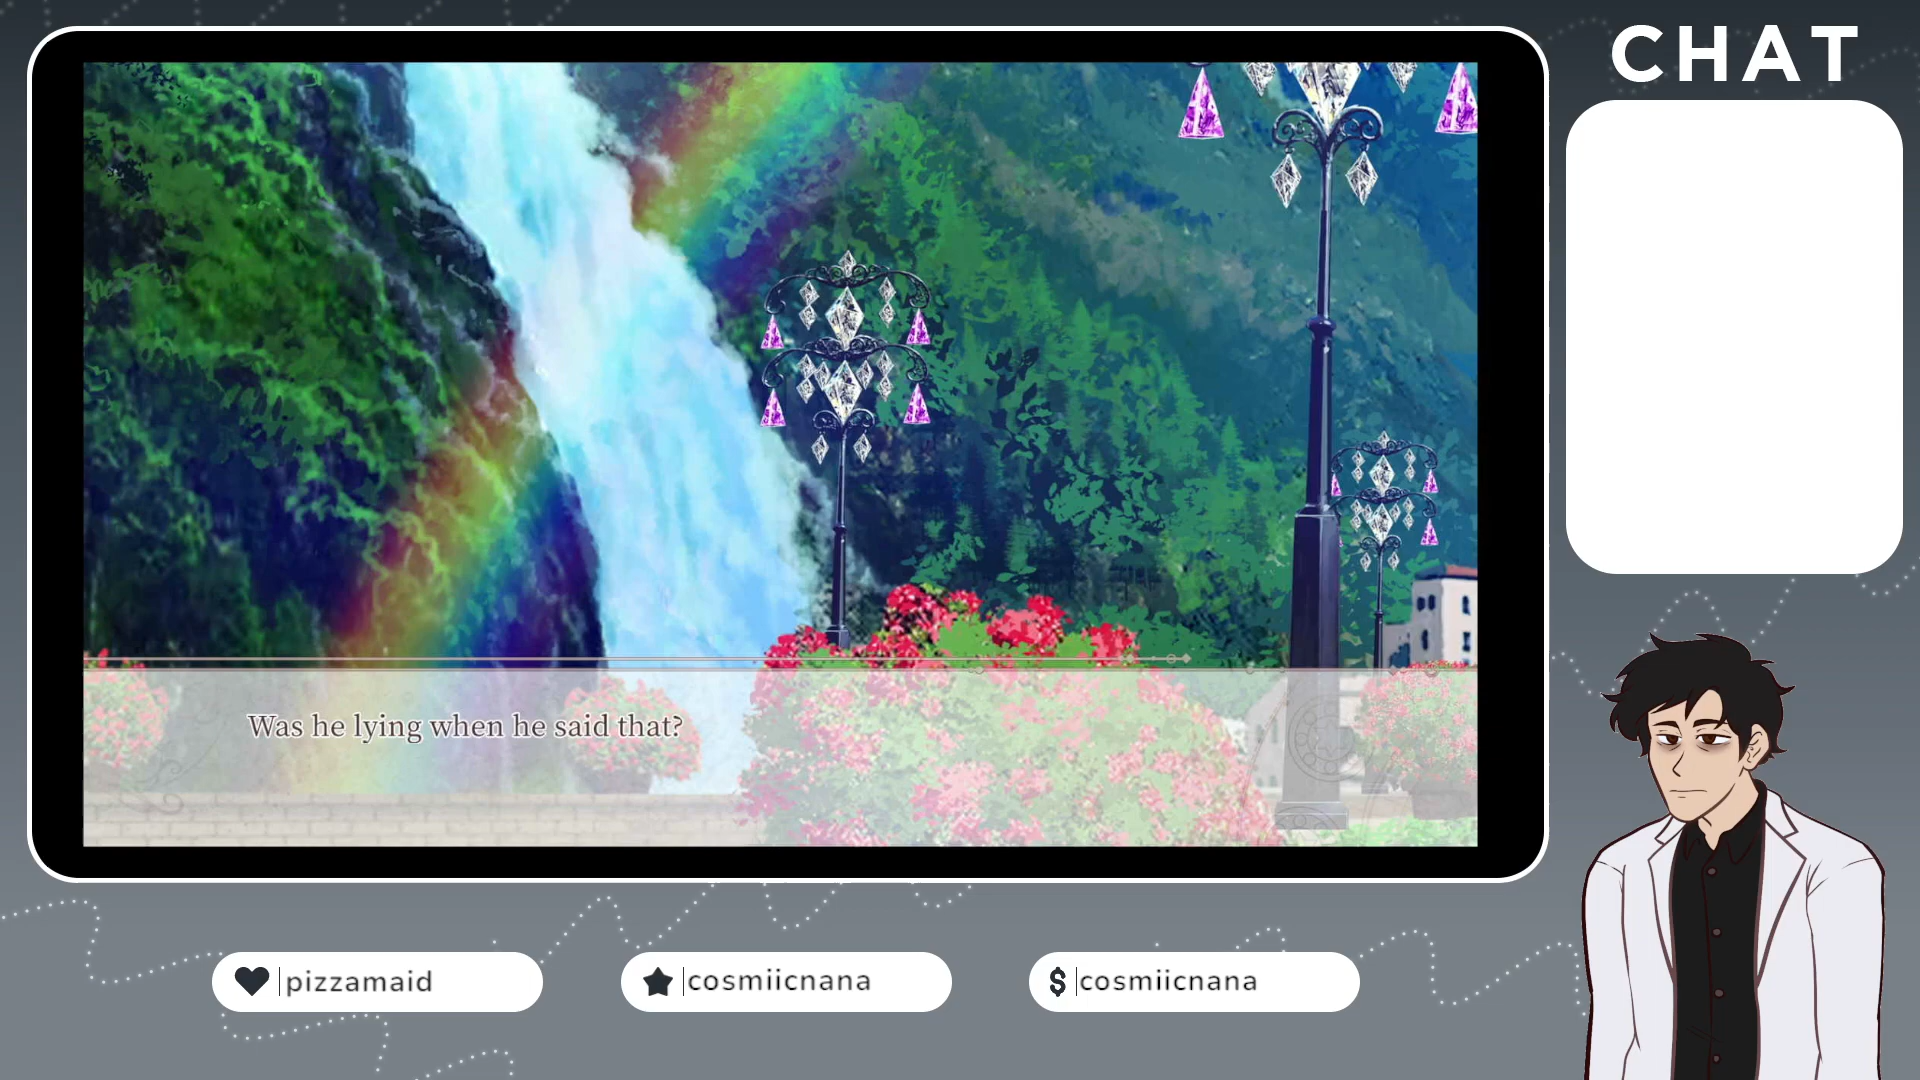 CHAT
Was he lying when he said that?
pizzamaid
cosmiicnana
$ cosmiicnana